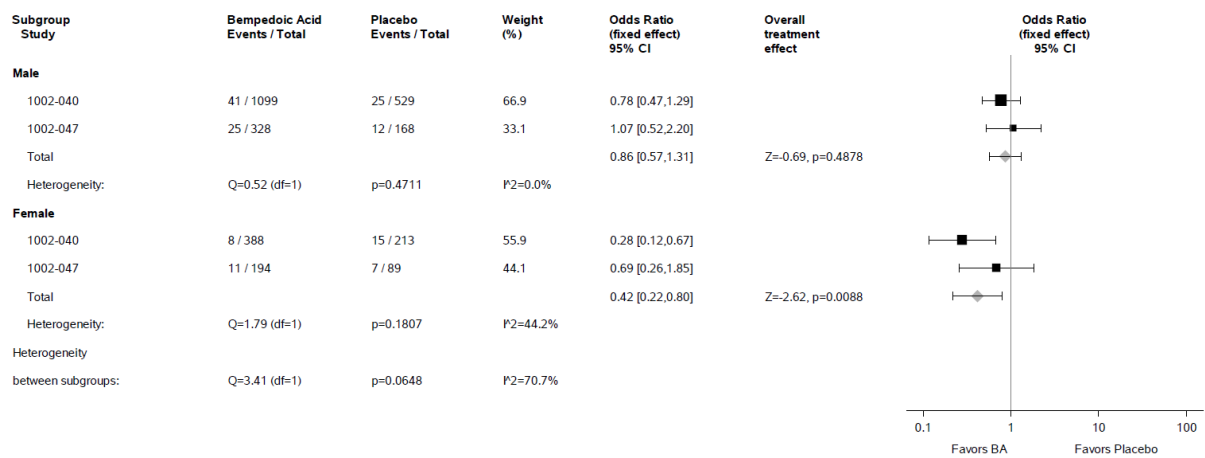 Subgroup Bempedoic Acid Placebo Weight Odds Ratio Overall Odds Ratio
Study Events / Total Events / Total (%) (fixed effect) treatment (fixed effect)
95% CI effect 95% CI
Male
1002-040 41 / 1099 25 / 529 66.9 0.78 [0.47,1.29]
1002-047 25 / 328 12 / 168 33.1 1.07 [0.52,2.20]
Total 0.86 [0.57,1.31] Z=-0.69, p=0.4878
Heterogeneity: Q=0.52 (df=1) p=0.4711 I^2=0.0%
Female
1002-040 8 / 388 15 / 213 55.9 0.28 [0.12,0.67]
1002-047 11 / 194 7 / 89 44.1 0.69 [0.26,1.85]
Total 0.42 [0.22,0.80] Z=-2.62, p=0.0088
Heterogeneity: Q=1.79 (df=1) p=0.1807 I^2=44.2%
Heterogeneity
between subgroups: Q=3.41 (df=1) p=0.0648 I^2=70.7%
0.1 1 10 100
Favors BA Favors Placebo